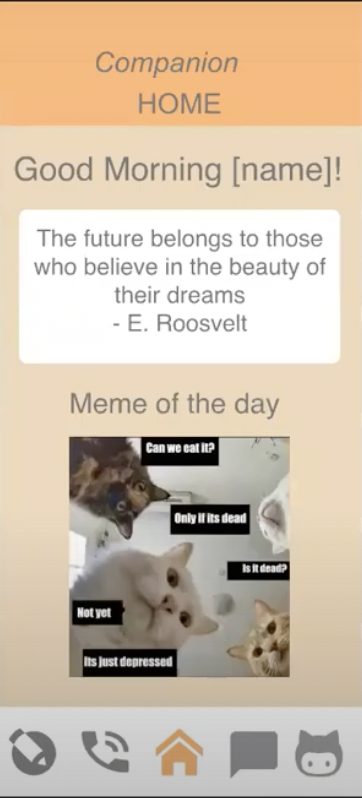 Companion
HOME
Good Morning [name]!
The future belongs to those
who believe in the beauty of
their dreams
- E. Roosvelt
Meme of the day
Can we eat it?
Only if its dead
Is it dead?
Not yet
Its just depressed